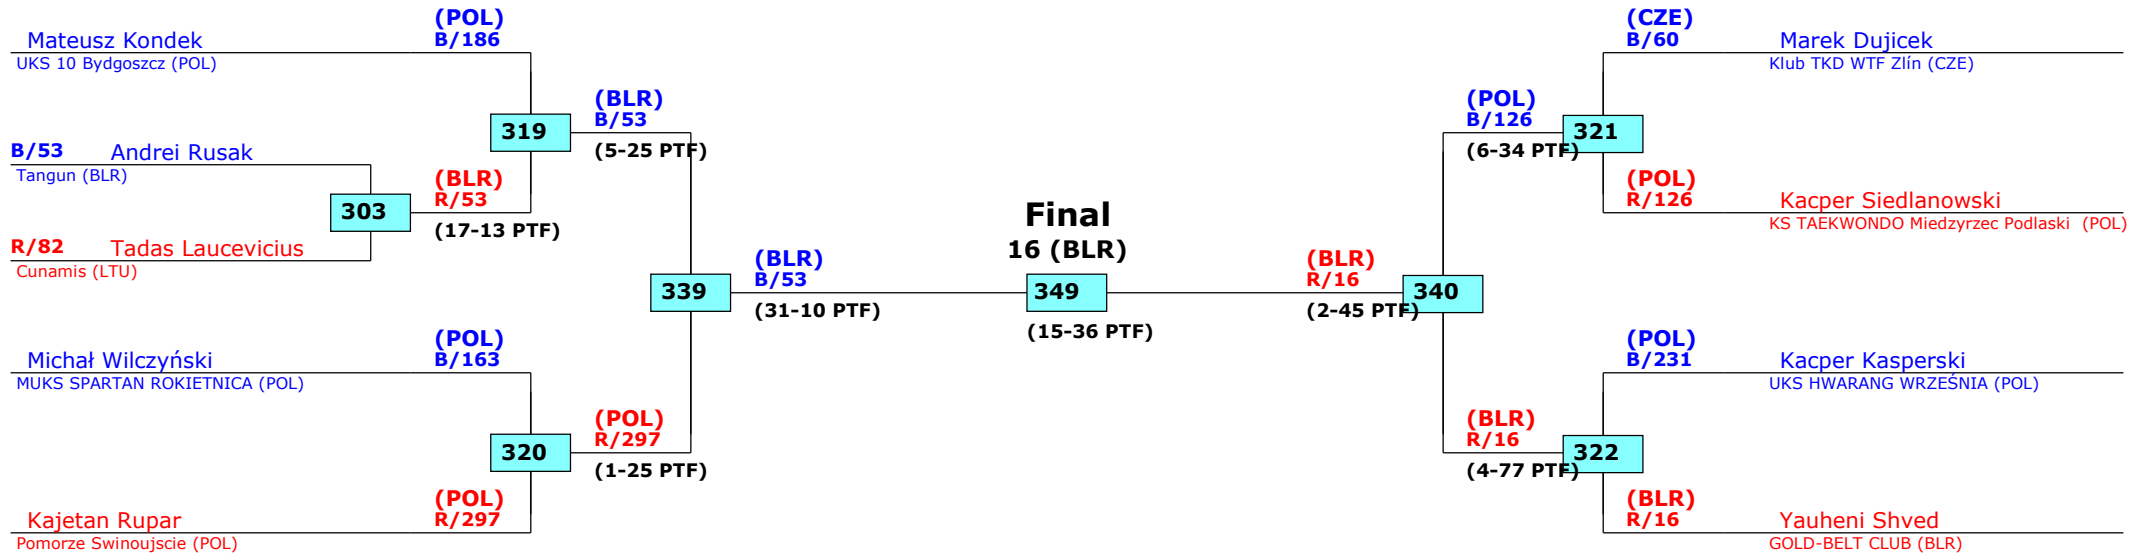 (POL)
Mateusz Kondek B/186
UKS 10 Bydgoszcz (POL)
(BLR)
319 B/53
(5-25 PTF)
B/53 Andrei Rusak
Tangun (BLR)
(BLR)
303 R/53
(17-13 PTF)
R/82 Tadas Laucevicius
Cunamis (LTU)
(BLR)
339 B/53
(31-10 PTF)
(POL)
Michał Wilczyński B/163
MUKS SPARTAN ROKIETNICA (POL)
(POL)
320 R/297
(1-25 PTF)
(POL)
Kajetan Rupar R/297
Pomorze Swinoujscie (POL)
Final
16 (BLR)
349
(15-36 PTF)
(CZE)
B/60 Marek Dujicek
Klub TKD WTF Zlín (CZE)
(POL)
B/126 321
(6-34 PTF)
(POL)
R/126 Kacper Siedlanowski
KS TAEKWONDO Miedzyrzec Podlaski (POL)
(BLR)
R/16 340
(2-45 PTF)
(POL)
B/231 Kacper Kasperski
UKS HWARANG WRZEŚNIA (POL)
(BLR)
R/16 322
(4-77 PTF)
(BLR)
R/16 Yauheni Shved
GOLD-BELT CLUB (BLR)